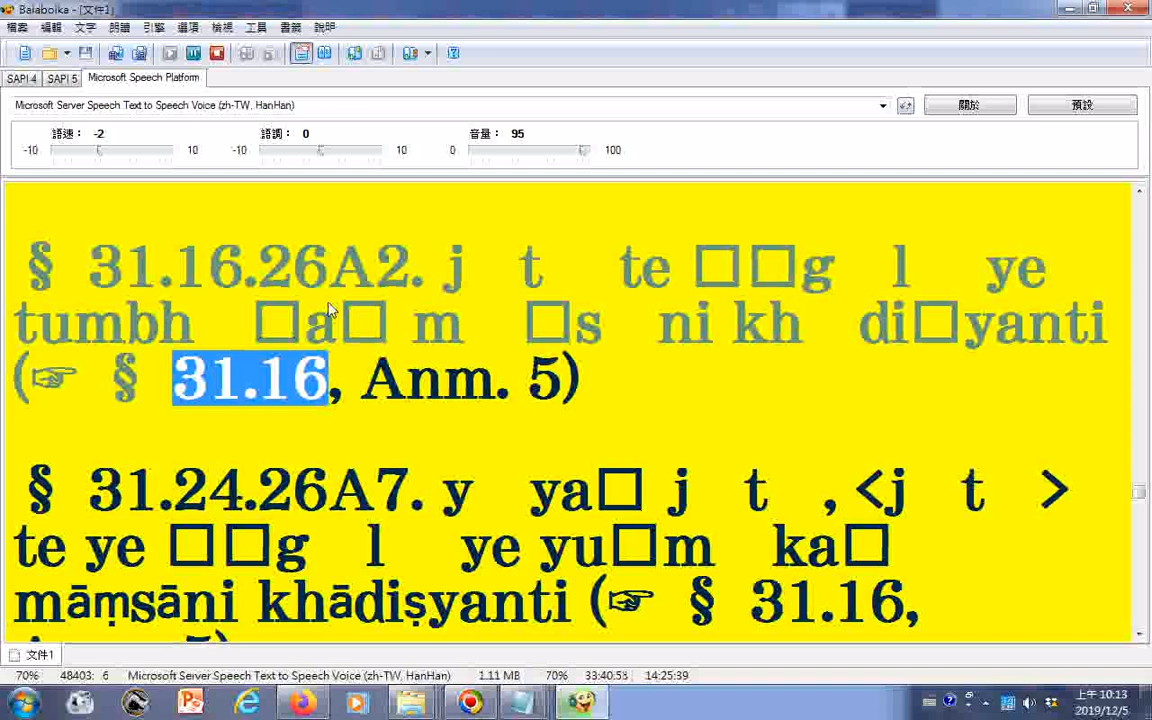 Balabolka - [文件1]
檔案 編輯 文字 朗讀 引擎 選項 檢視 工具 書籤 說明
SAPI 4 SAPI 5 Microsoft Speech Platform
Microsoft Server Speech Text to Speech Voice (zh-TW, HanHan) 關於 預設
語速： -2 語調： 0 音量： 95
-10 10 -10 10 0 100
§ 31.16.26A2. j t te □□g l ye
tumbh □a□ m □s ni kh di□yanti
(☞ § 31.16, Anm. 5)
§ 31.24.26A7. y ya□ j t , <j t >
te ye □□g l ye yu□m ka□
māṃsāni khādiṣyanti (☞ § 31.16,
文件1
70% 48403: 6 Microsoft Server Speech Text to Speech Voice (zh-TW, HanHan) 1.11 MB 70% 33:40:53 14:25:39
上午 10:13
2019/12/5